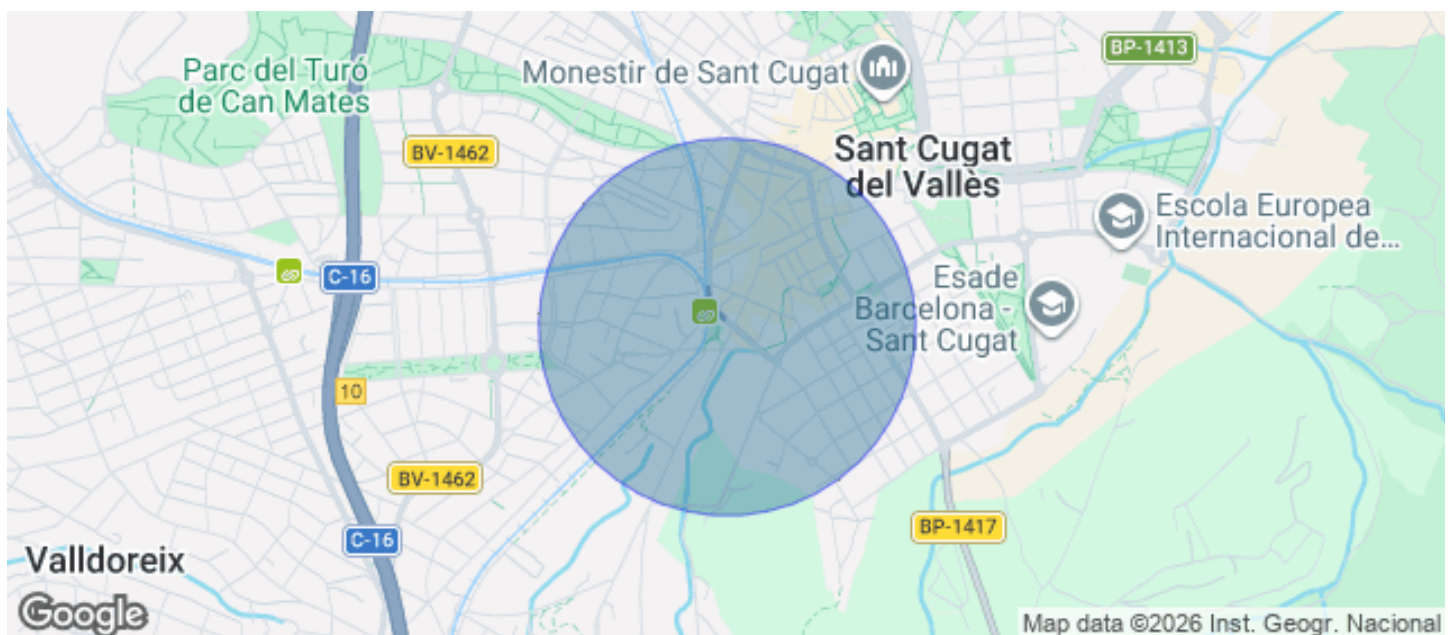 Parc del Turó
de Can Mates
Monestir de Sant Cugat
BP-1413
BV-1462
Sant Cugat
del Vallès
Escola Europea
Internacional de...
C-16
Esade
Barcelona -
Sant Cugat
10
BV-1462
BP-1417
C-16
Valldoreix
Google
Map data ©2026 Inst. Geogr. Nacional